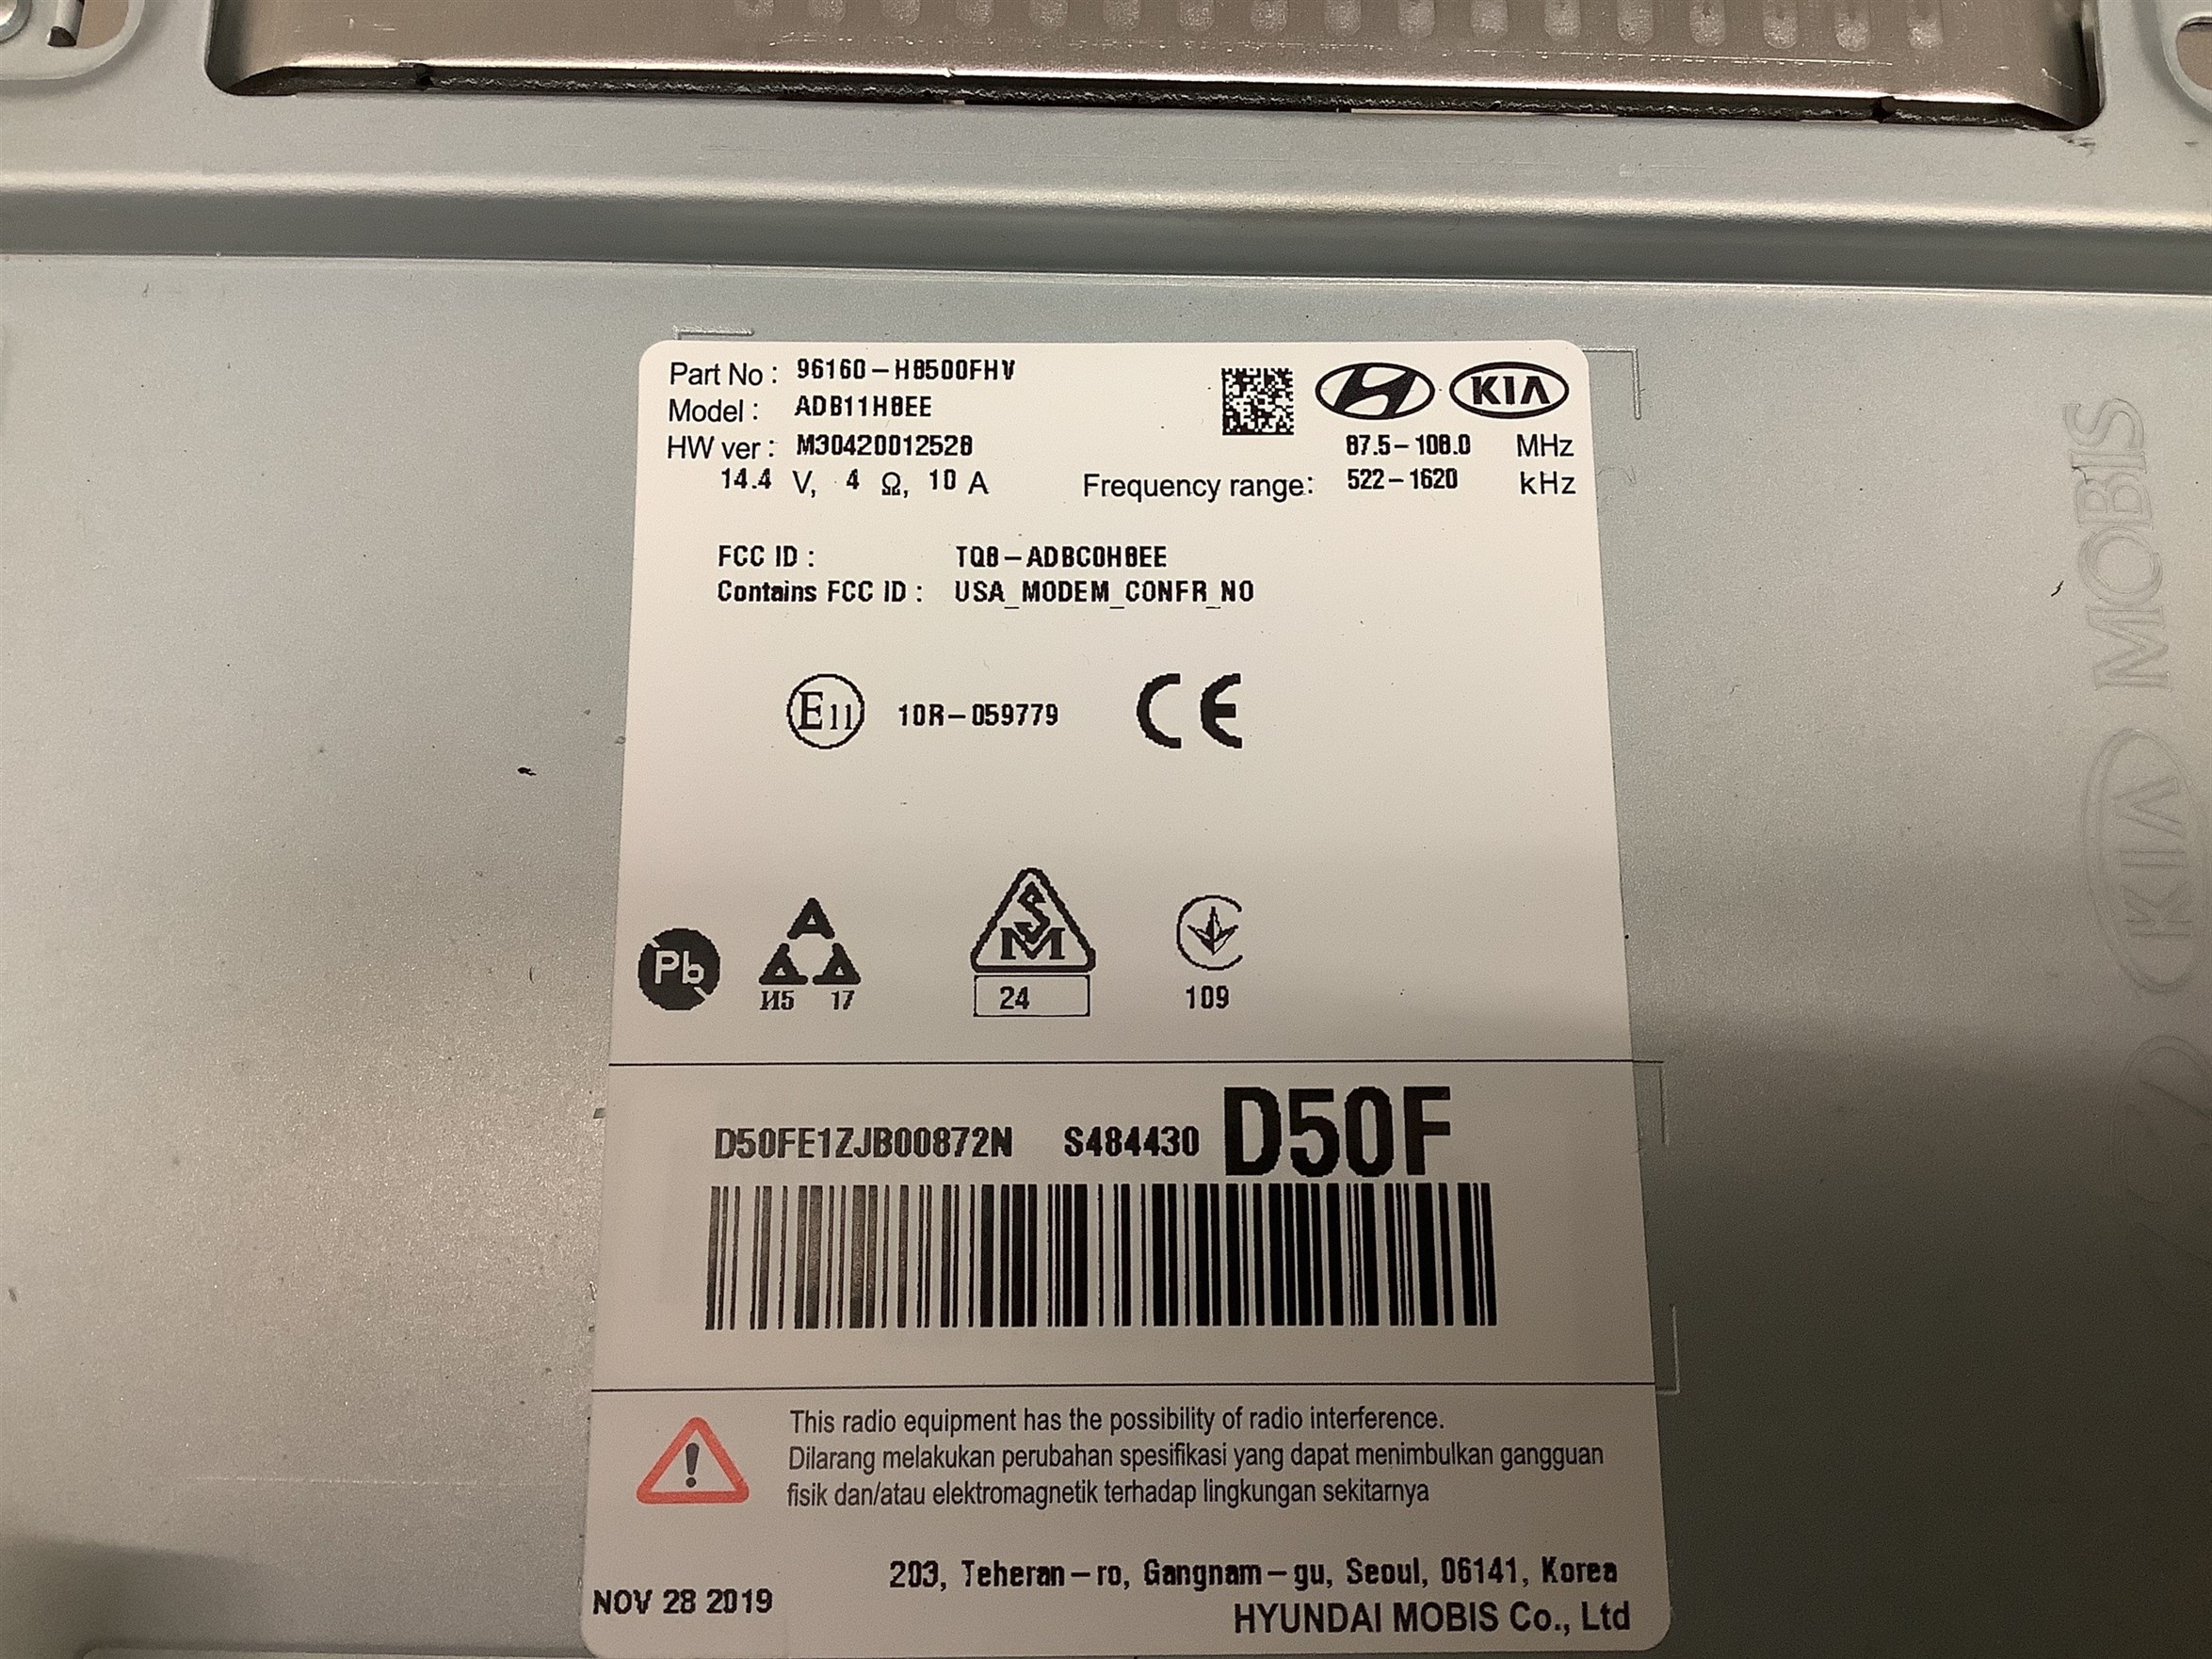 Part No : 96160-H8500FHV
Model : ADB11H8EE
HW ver : M30420012528
14.4 V, 4 Ω, 10 A
KIA
87.5-108.0 MHz
Frequency range: 522-1620 kHz
FCC ID : TQ8-ADBC0H8EE
Contains FCC ID : USA_MODEM_CONFR_NO
E11 10R-059779 CE
Pb
И5 17
SM
24
109
D50FE1ZJB00872N S484430 D50F
This radio equipment has the possibility of radio interference.
Dilarang melakukan perubahan spesifikasi yang dapat menimbulkan gangguan
fisik dan/atau elektromagnetik terhadap lingkungan sekitarnya
203, Teheran-ro, Gangnam-gu, Seoul, 06141, Korea
NOV 28 2019
HYUNDAI MOBIS Co., Ltd
KIA MOBIS